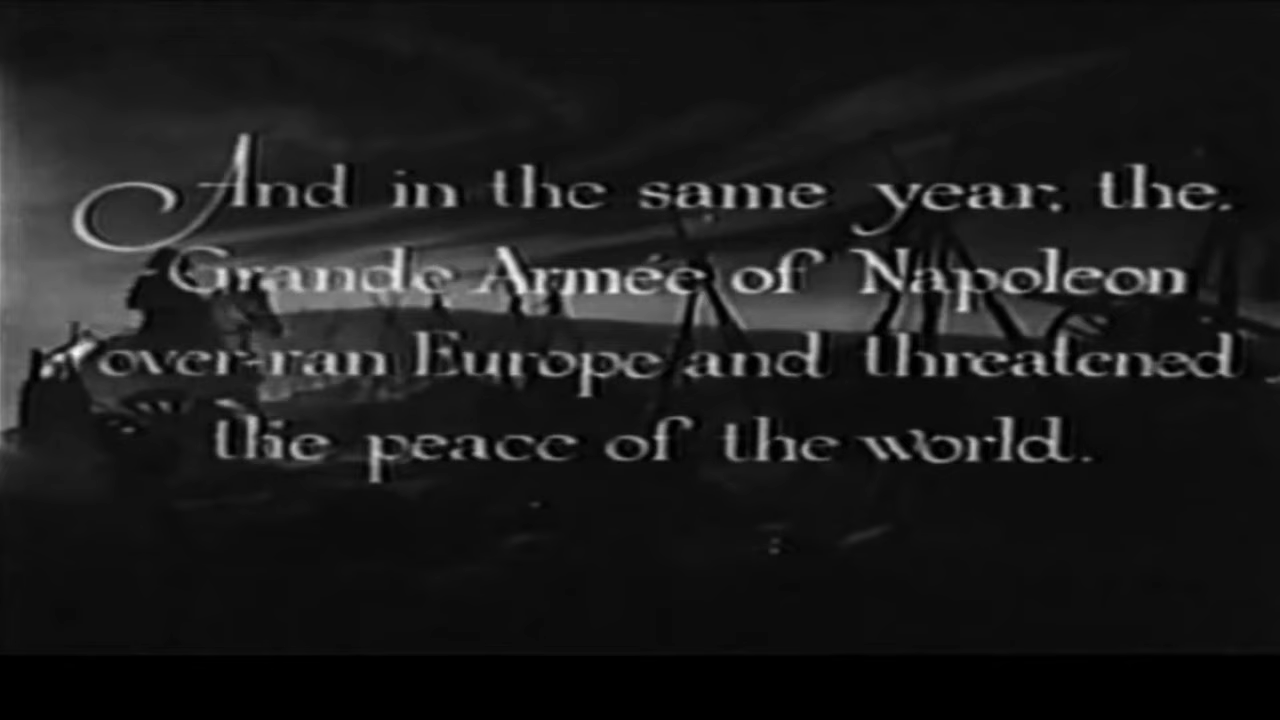 And in the same year, the
Grande Armée of Napoleon
over-ran Europe and threatened
the peace of the world.